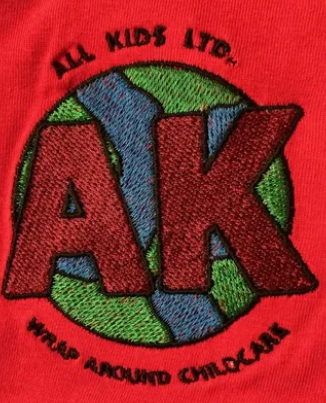 ALL KIDS LTD.
AK
WRAP AROUND CHILDCARE